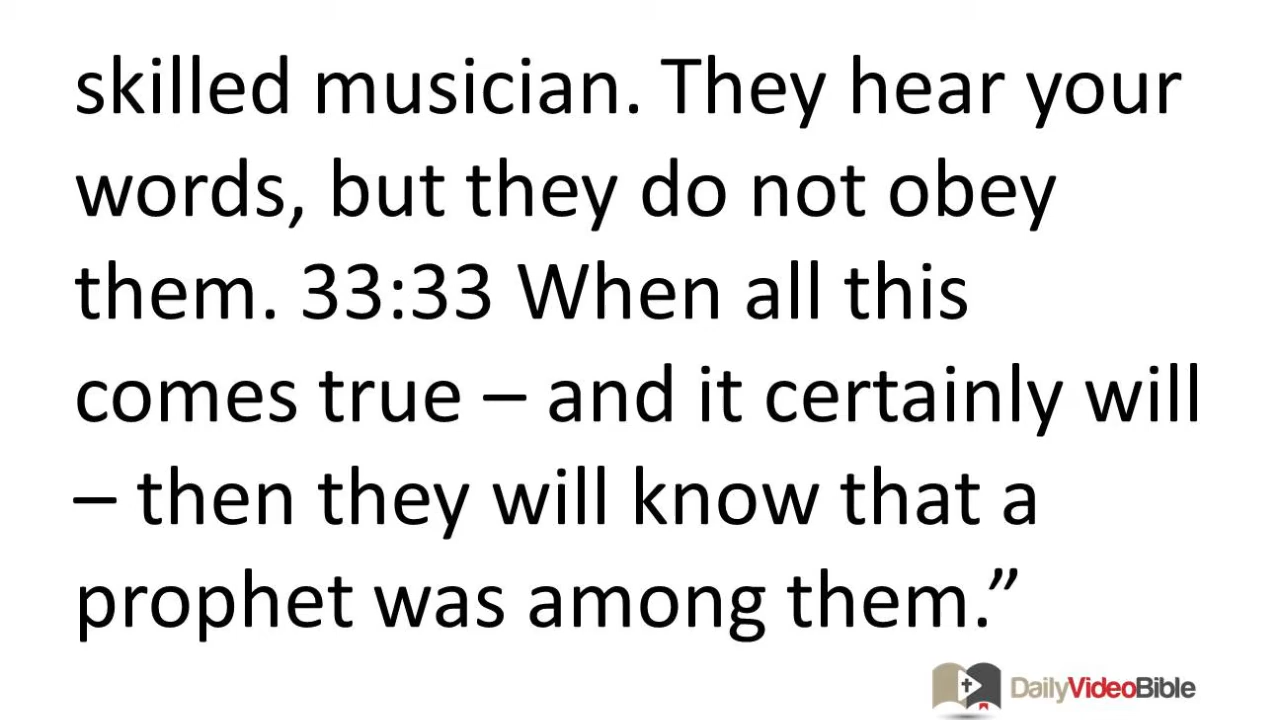 skilled musician. They hear your
words, but they do not obey
them. 33:33 When all this
comes true – and it certainly will
– then they will know that a
prophet was among them.”
DailyVideoBible